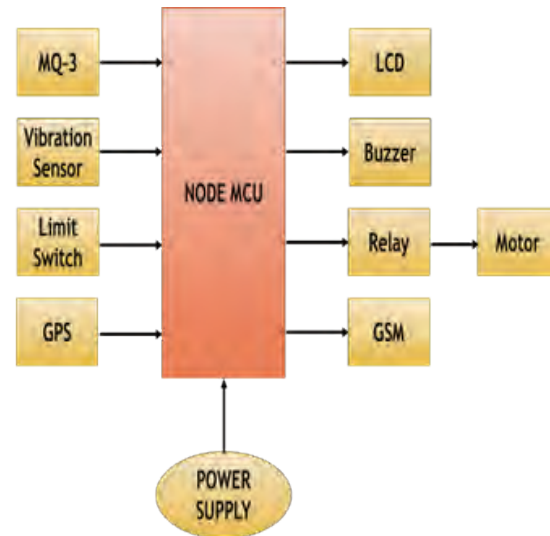 MQ-3
LCD
Vibration
Sensor
Buzzer
NODE MCU
Limit
Switch
Relay
Motor
GPS
GSM
POWER
SUPPLY